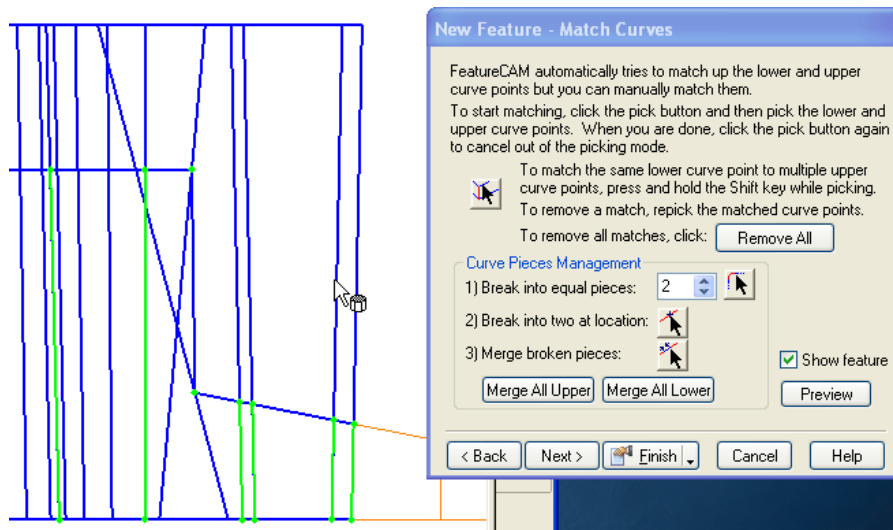 New Feature - Match Curves
FeatureCAM automatically tries to match up the lower and upper
curve points but you can manually match them.
To start matching, click the pick button and then pick the lower and
upper curve points. When you are done, click the pick button again
to cancel out of the picking mode.
To match the same lower curve point to multiple upper
curve points, press and hold the Shift key while picking.
To remove a match, repick the matched curve points.
To remove all matches, click: Remove All
Curve Pieces Management
1) Break into equal pieces: 2
2) Break into two at location:
3) Merge broken pieces:
Show feature
Merge All Upper Merge All Lower Preview
< Back Next > Finish Cancel Help